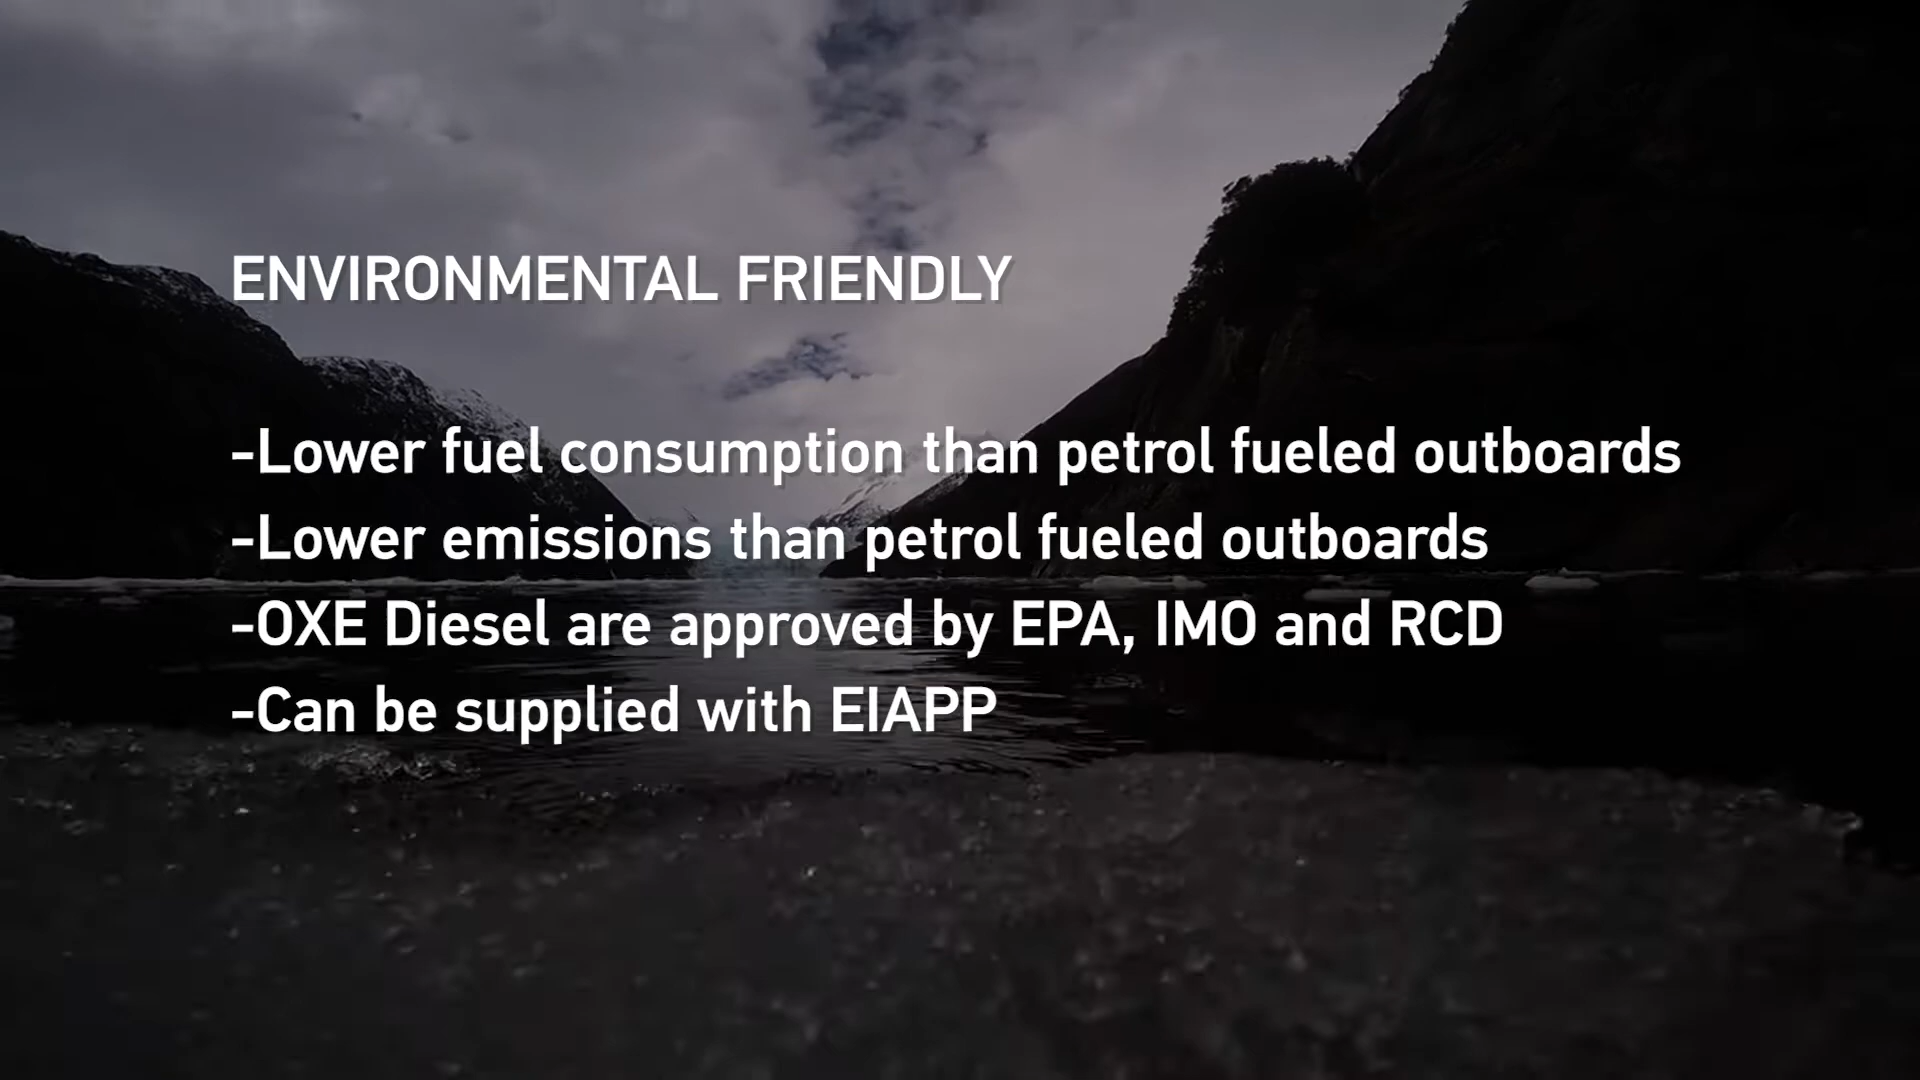 ENVIRONMENTAL FRIENDLY
-Lower fuel consumption than petrol fueled outboards
-Lower emissions than petrol fueled outboards
-OXE Diesel are approved by EPA, IMO and RCD
-Can be supplied with EIAPP